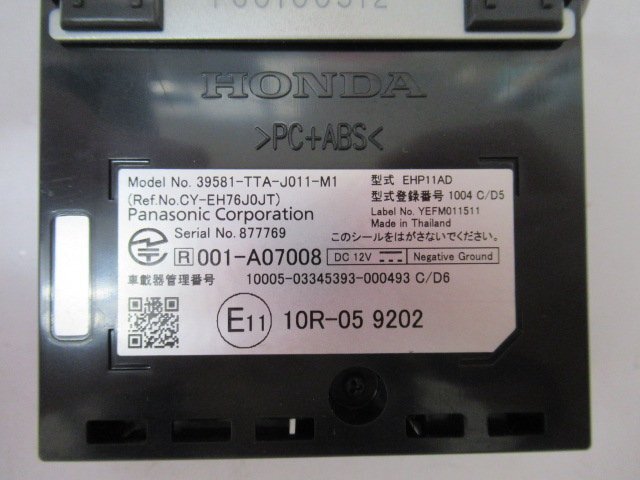 HONDA
>PC+ABS<
Model No. 39581-TTA-J011-M1
(Ref.No.CY-EH76J0JT)
Panasonic Corporation
Serial No. 877769
型式 EHP11AD
型式登録番号 1004 C/D5
Label No. YEFM011511
Made in Thailand
このシールをはがさないでください。
R 001-A07008
DC 12V Negative Ground
車載器管理番号 10005-03345393-000493 C/D6
E11 10R-05 9202